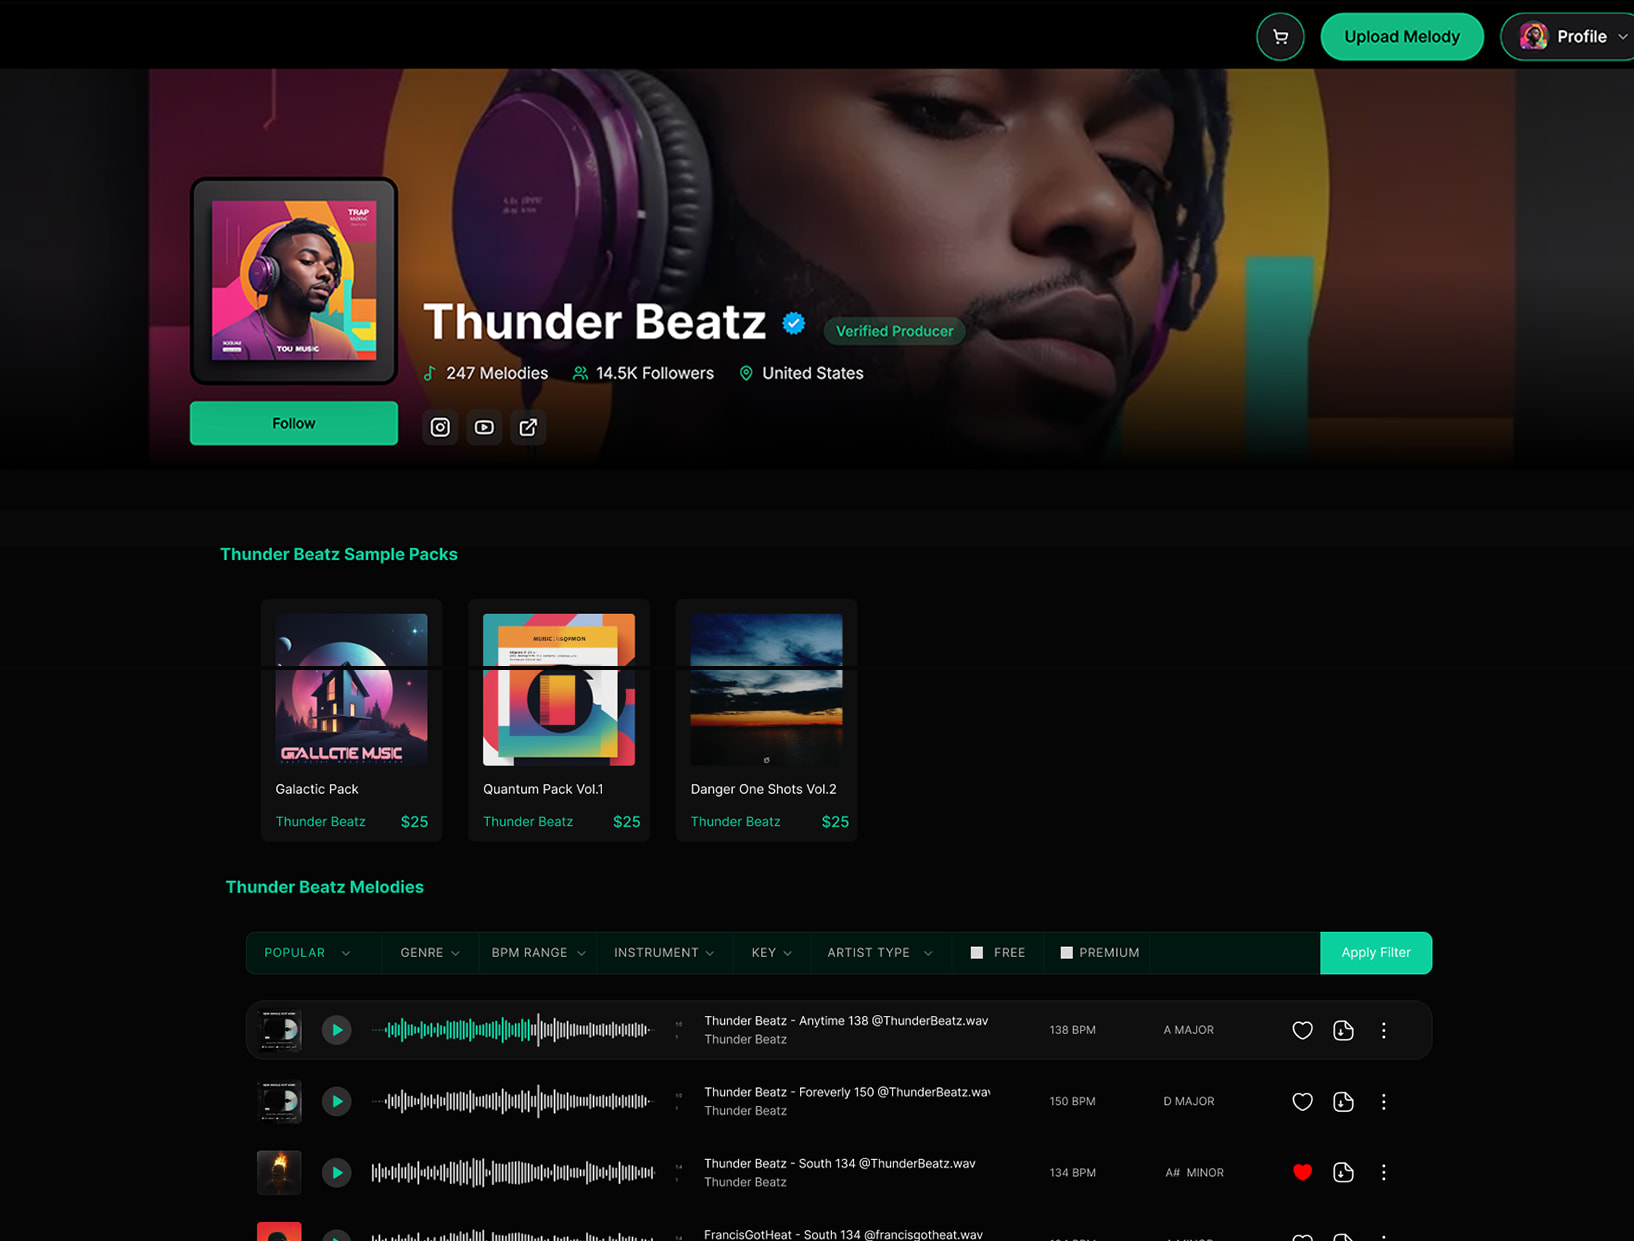 Upload Melody
Profile
TRAP
TOU MUSIC
Thunder Beatz
Verified Producer
247 Melodies
14.5K Followers
United States
Follow
Thunder Beatz Sample Packs
GALLCTIE MUSIC
Galactic Pack
Thunder Beatz
$25
Quantum Pack Vol.1
Thunder Beatz
$25
Danger One Shots Vol.2
Thunder Beatz
$25
Thunder Beatz Melodies
POPULAR
GENRE
BPM RANGE
INSTRUMENT
KEY
ARTIST TYPE
FREE
PREMIUM
Apply Filter
Thunder Beatz - Anytime 138 @ThunderBeatz.wav
Thunder Beatz
138 BPM
A MAJOR
Thunder Beatz - Foreverly 150 @ThunderBeatz.wav
Thunder Beatz
150 BPM
D MAJOR
Thunder Beatz - South 134 @ThunderBeatz.wav
Thunder Beatz
134 BPM
A# MINOR
FrancisGotHeat - South 134 @francisgotheat.wav